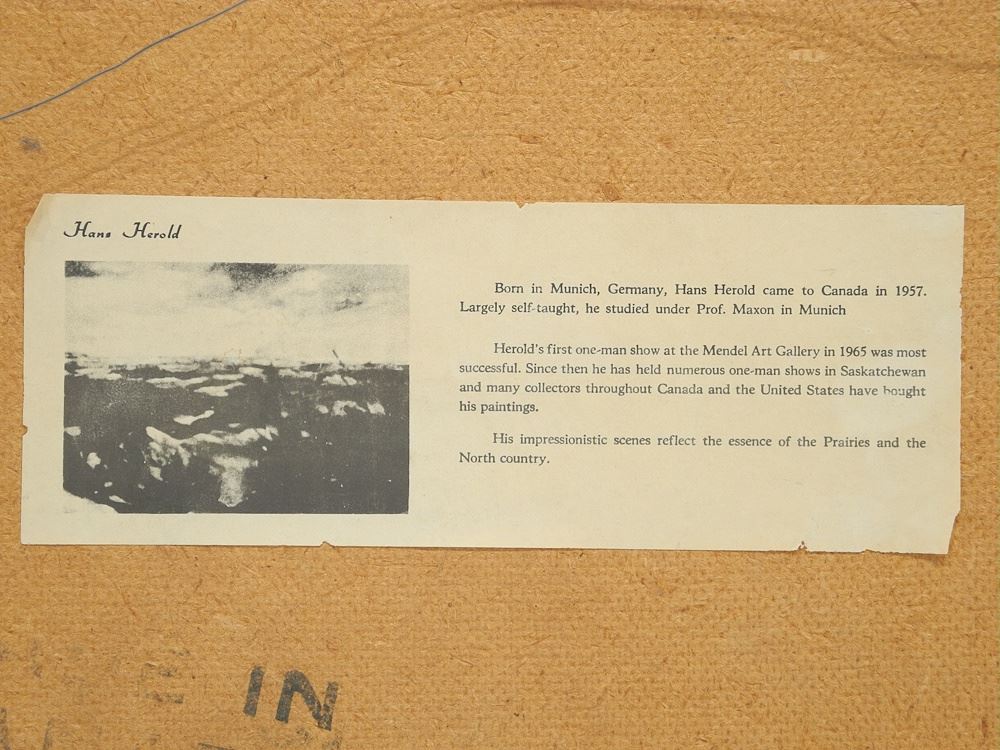 Hans Herold
Born in Munich, Germany, Hans Herold came to Canada in 1957.
Largely self-taught, he studied under Prof. Maxon in Munich
Herold's first one-man show at the Mendel Art Gallery in 1965 was most
successful. Since then he has held numerous one-man shows in Saskatchewan
and many collectors throughout Canada and the United States have bought
his paintings.
His impressionistic scenes reflect the essence of the Prairies and the
North country.
IN